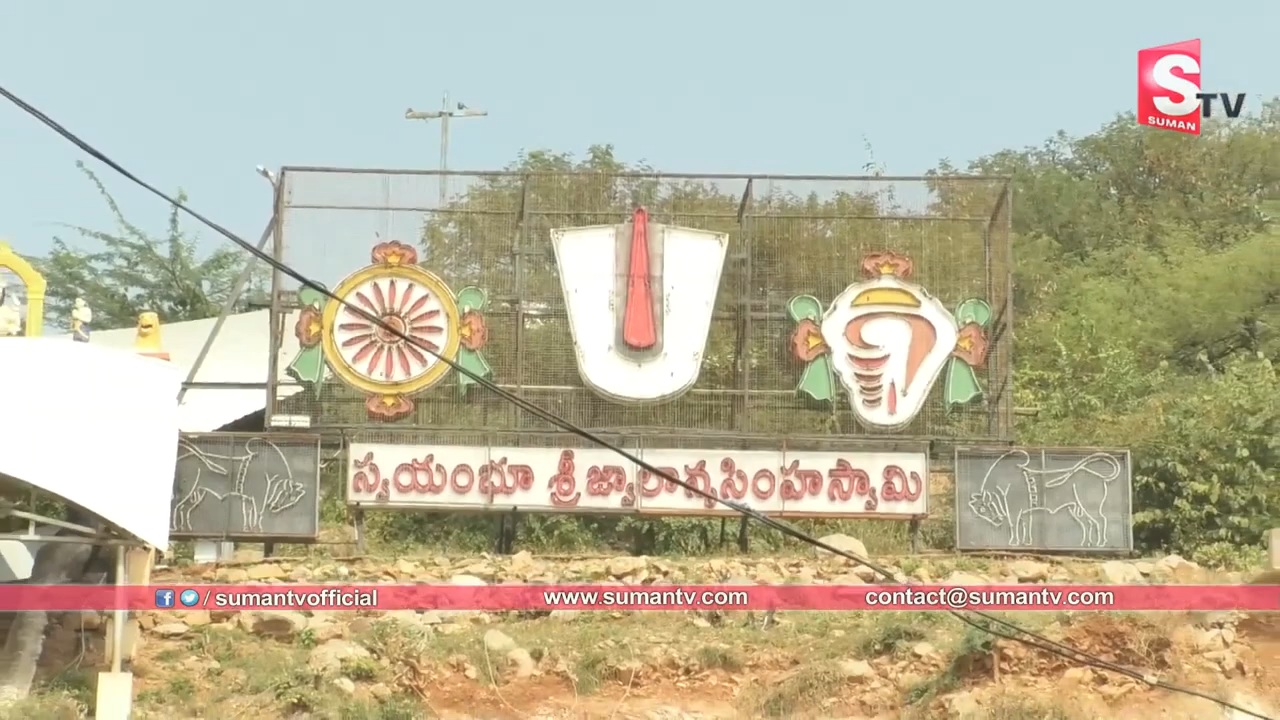 S TV
SUMAN
స్వయంభూ శ్రీ జ్వాలానృసింహస్వామి
/ sumantvofficial www.sumantv.com contact@sumantv.com